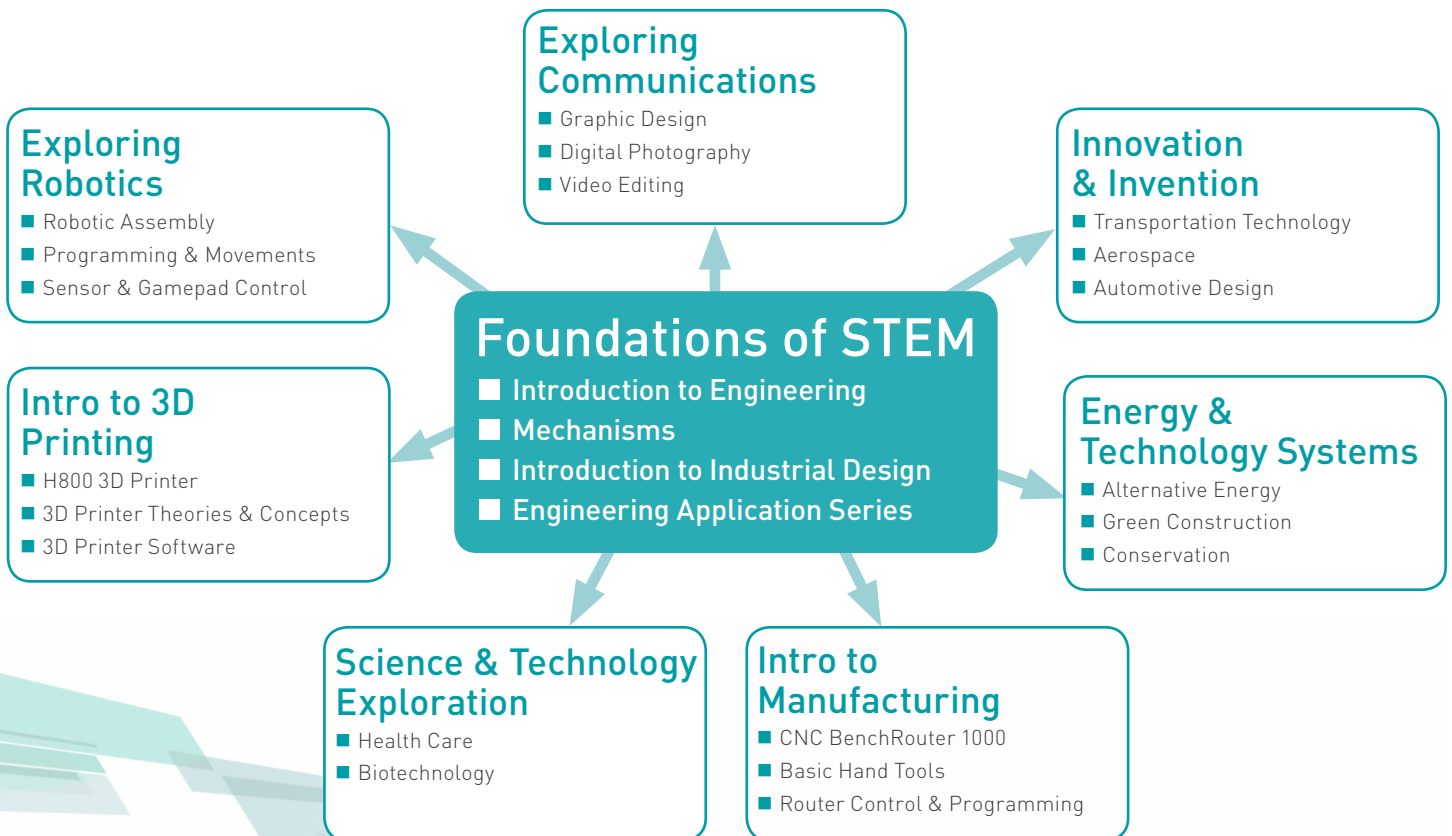 Exploring
Communications
Graphic Design
Digital Photography
Video Editing
Exploring
Robotics
Robotic Assembly
Programming & Movements
Sensor & Gamepad Control
Innovation
& Invention
Transportation Technology
Aerospace
Automotive Design
Foundations of STEM
Introduction to Engineering
Mechanisms
Introduction to Industrial Design
Engineering Application Series
Intro to 3D
Printing
H800 3D Printer
3D Printer Theories & Concepts
3D Printer Software
Energy &
Technology Systems
Alternative Energy
Green Construction
Conservation
Science & Technology
Exploration
Health Care
Biotechnology
Intro to
Manufacturing
CNC BenchRouter 1000
Basic Hand Tools
Router Control & Programming